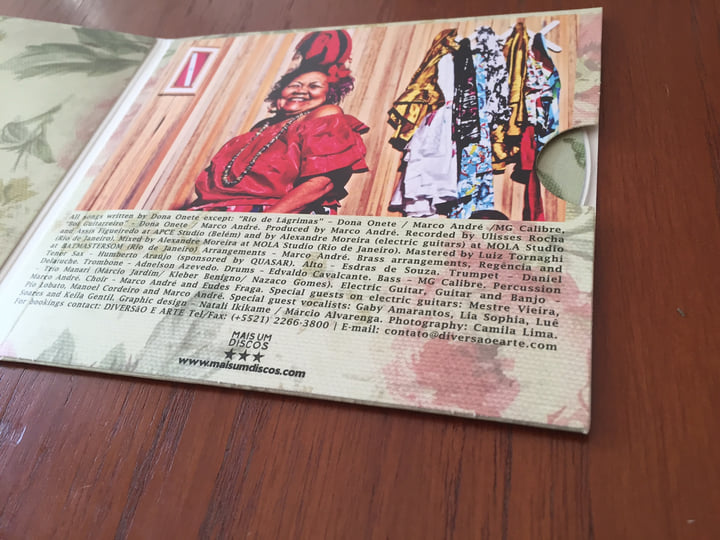 All songs written by Dona Onete except: "Rio de Lágrimas" - Dona Onete / Marco André /MG Calibre,
"Boi Guitarreiro" - Dona Onete / Marco André. Produced by Marco André. Recorded by Ulisses Rocha
and Assis Figueiredo at APCE Studio (Belém) and by Alexandre Moreira (electric guitars) at MOLA Studio
(Rio de Janeiro). Mixed by Alexandre Moreira at MOLA Studio (Rio de Janeiro). Mastered by Luiz Tornaghi
at BATMASTERSOM (Rio de Janeiro) Arrangements - Marco André. Brass arrangements, Regência and
Tenor Sax - Humberto Araújo (sponsored by QUASAR). Alto - Esdras de Souza. Trumpet - Daniel
Delavusca. Trombone - Adnelson Azevedo. Drums - Edvaldo Cavalcante. Bass - MG Calibre. Percussion
Trio Manari (Márcio Jardim/ Kleber Benigno/ Nazaco Gomes). Electric Guitar, Guitar and Banjo -
Marco André. Choir - Marco André and Eudes Fraga. Special guests on electric guitars: Mestre Vieira,
Pio Lobato, Manoel Cordeiro and Marco André. Special guest vocalists: Gaby Amarantos, Lia Sophia, Luê
Soares and Keila Gentil. Graphic design - Natali Ikikame / Márcio Alvarenga. Photography: Camila Lima.
For bookings contact: DIVERSãO E ARTE Tel/Fax: (+5521) 2266-3800 | E-mail: contato@diversaoearte.com
MAIS UM
DISCOS
www.maisumdiscos.com